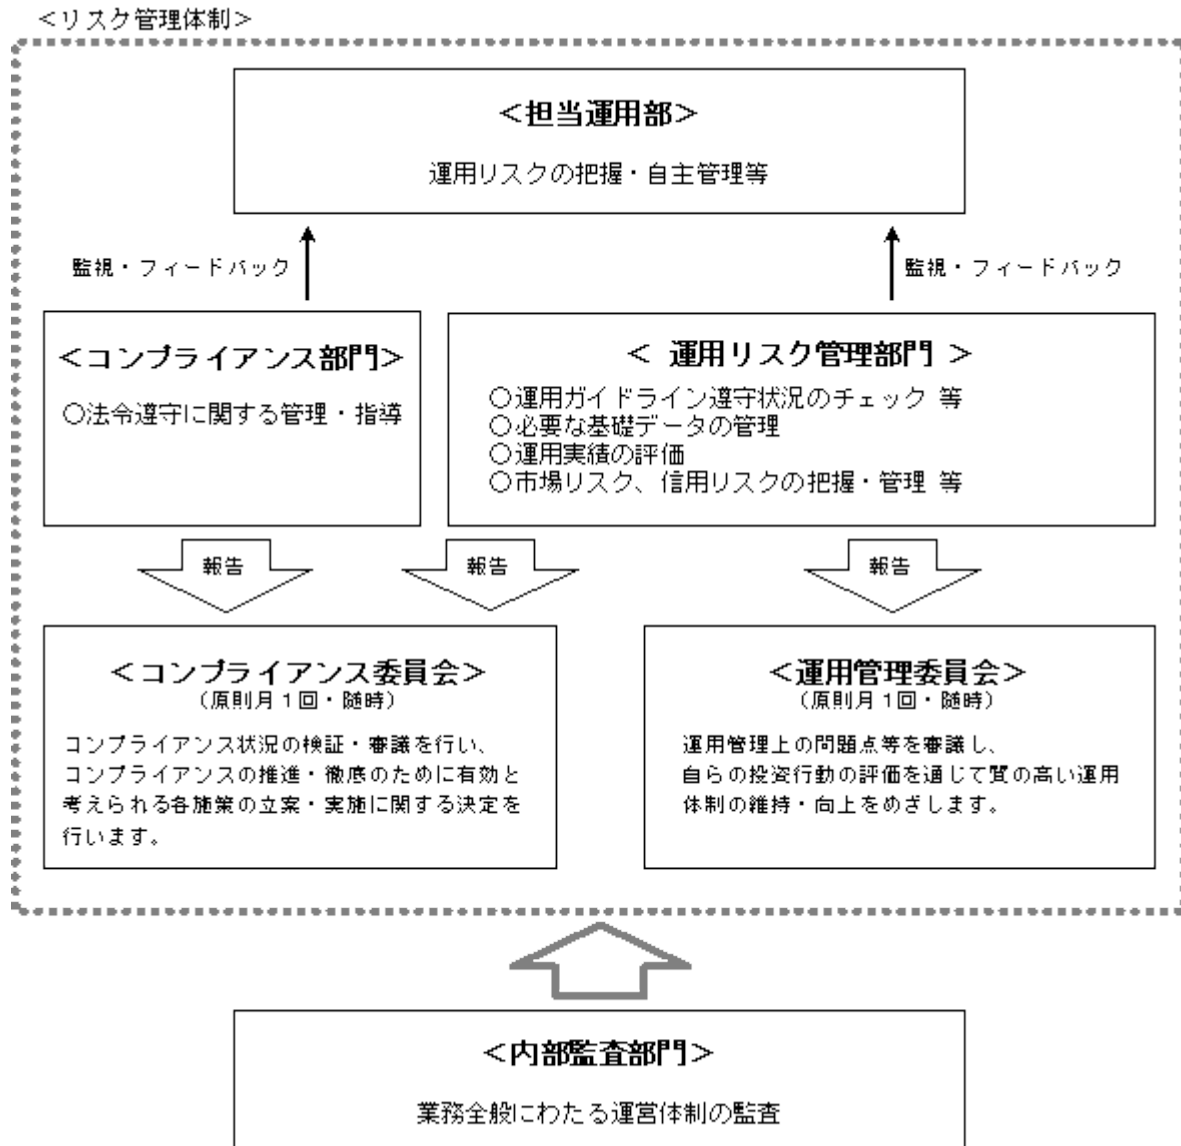 ＜リスク管理体制＞
＜担当運用部＞
運用リスクの把握・自主管理等
監視・フィードバック
監視・フィードバック
＜コンプライアンス部門＞
○法令遵守に関する管理・指導
＜ 運用リスク管理部門 ＞
○運用ガイドライン遵守状況のチェック 等
○必要な基礎データの管理
○運用実績の評価
○市場リスク、信用リスクの把握・管理 等
報告
報告
報告
＜コンプライアンス委員会＞
（原則月１回・随時）
コンプライアンス状況の検証・審議を行い、
コンプライアンスの推進・徹底のために有効と
考えられる各施策の立案・実施に関する決定を
行います。
＜運用管理委員会＞
（原則月１回・随時）
運用管理上の問題点等を審議し、
自らの投資行動の評価を通じて質の高い運用
体制の維持・向上をめざします。
＜内部監査部門＞
業務全般にわたる運営体制の監査